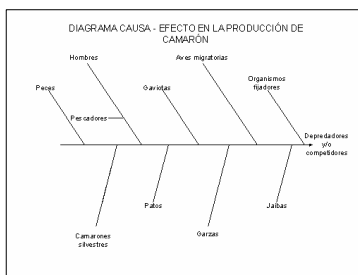 DIAGRAMA CAUSA - EFECTO EN LA PRODUCCIÓN DE
CAMARÓN
Hombres
Aves migratorias
Organismos
fijadores
Peces
Gaviotas
Pescadores
Depredadores
y/o
competidores
Patos
Jaibas
Camarones
silvestres
Garzas